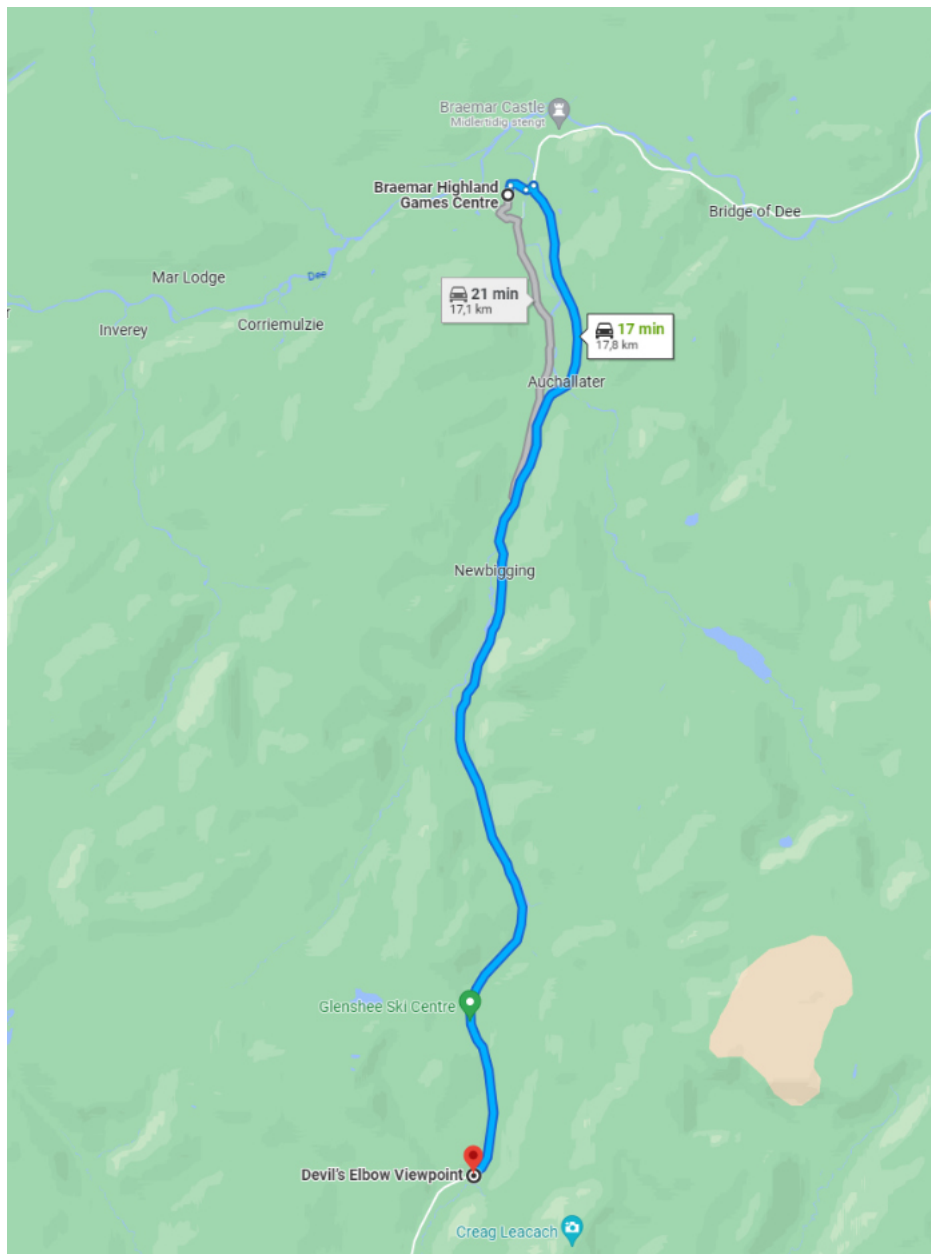 Braemar Castle
Midlertidig stengt
Braemar Highland
Games Centre
Bridge of Dee
Mar Lodge
Dee
21 min
17,1 km
Inverey
Corriemulzie
17 min
17,8 km
Auchallater
Newbigging
Glenshee Ski Centre
Devil's Elbow Viewpoint
Creag Leacach